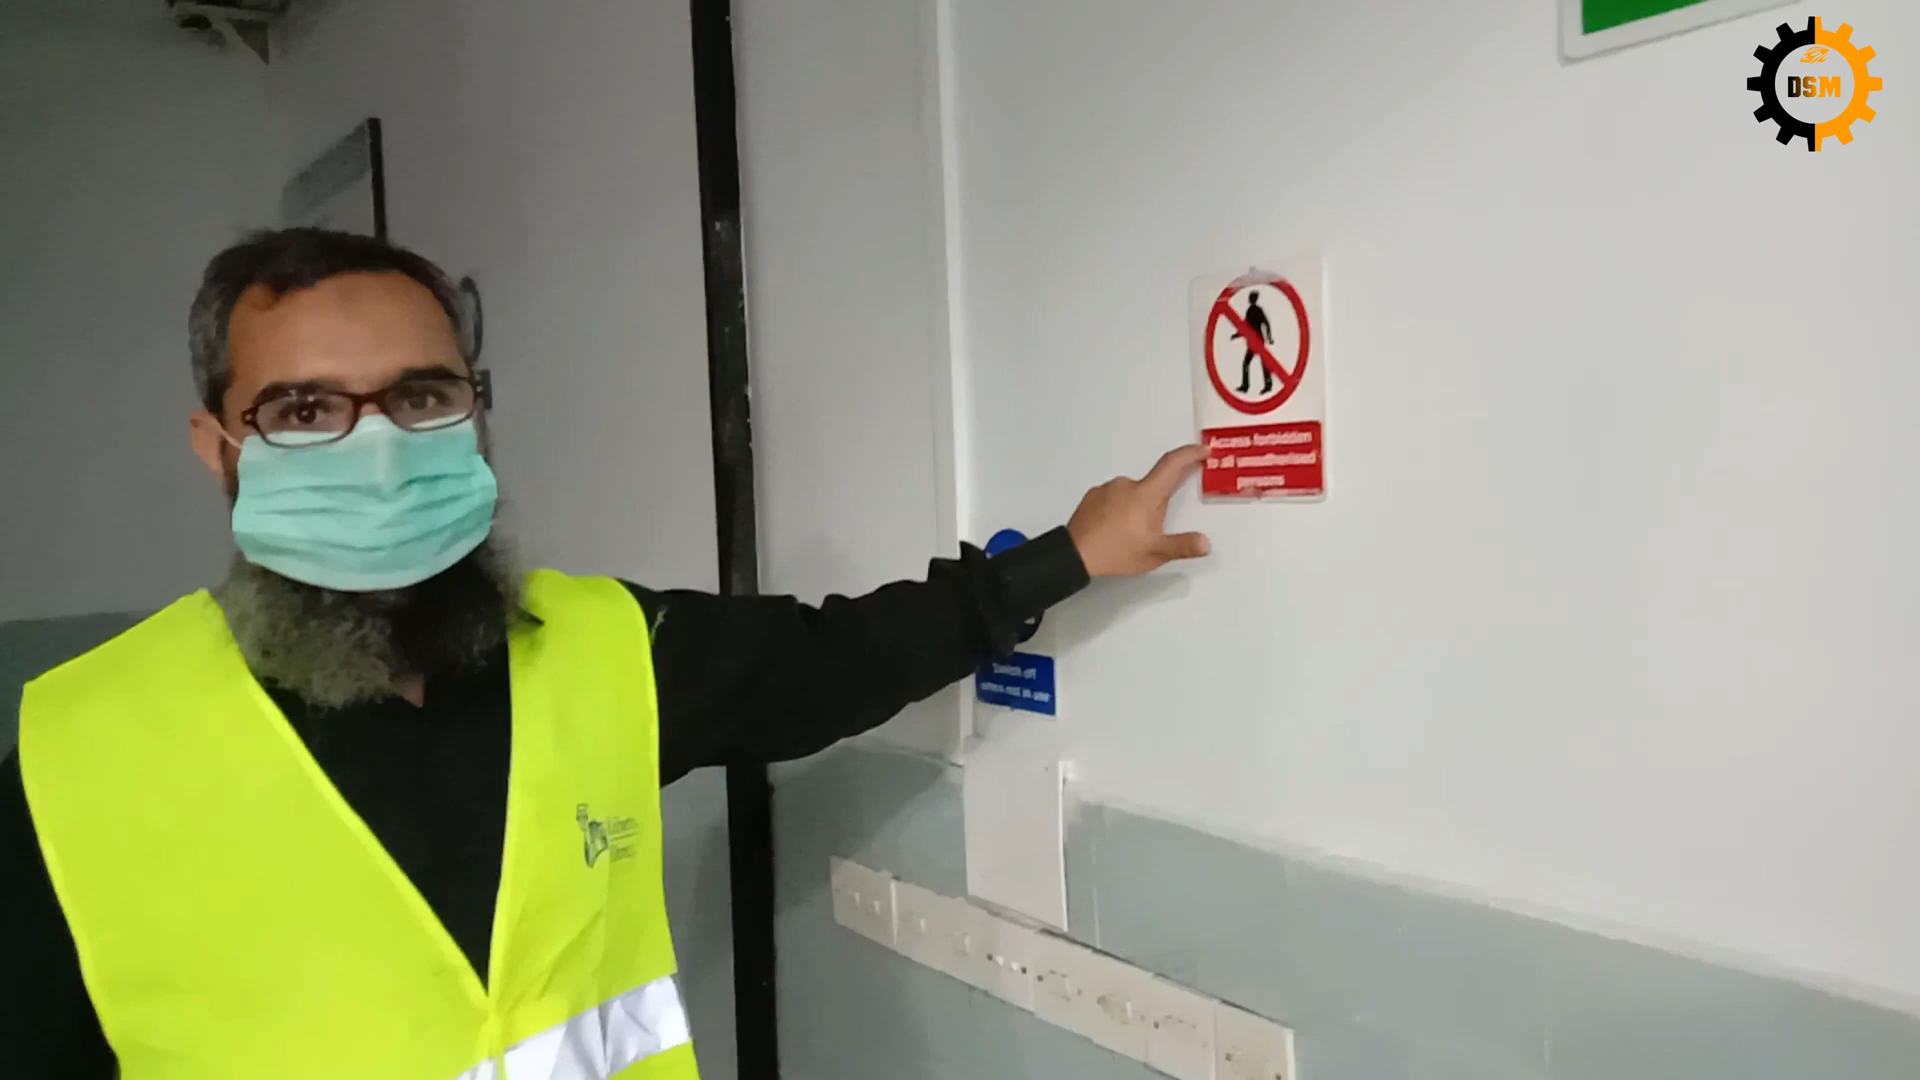 DSM
Access forbidden
to all unauthorised
persons
Switch off
when not in use